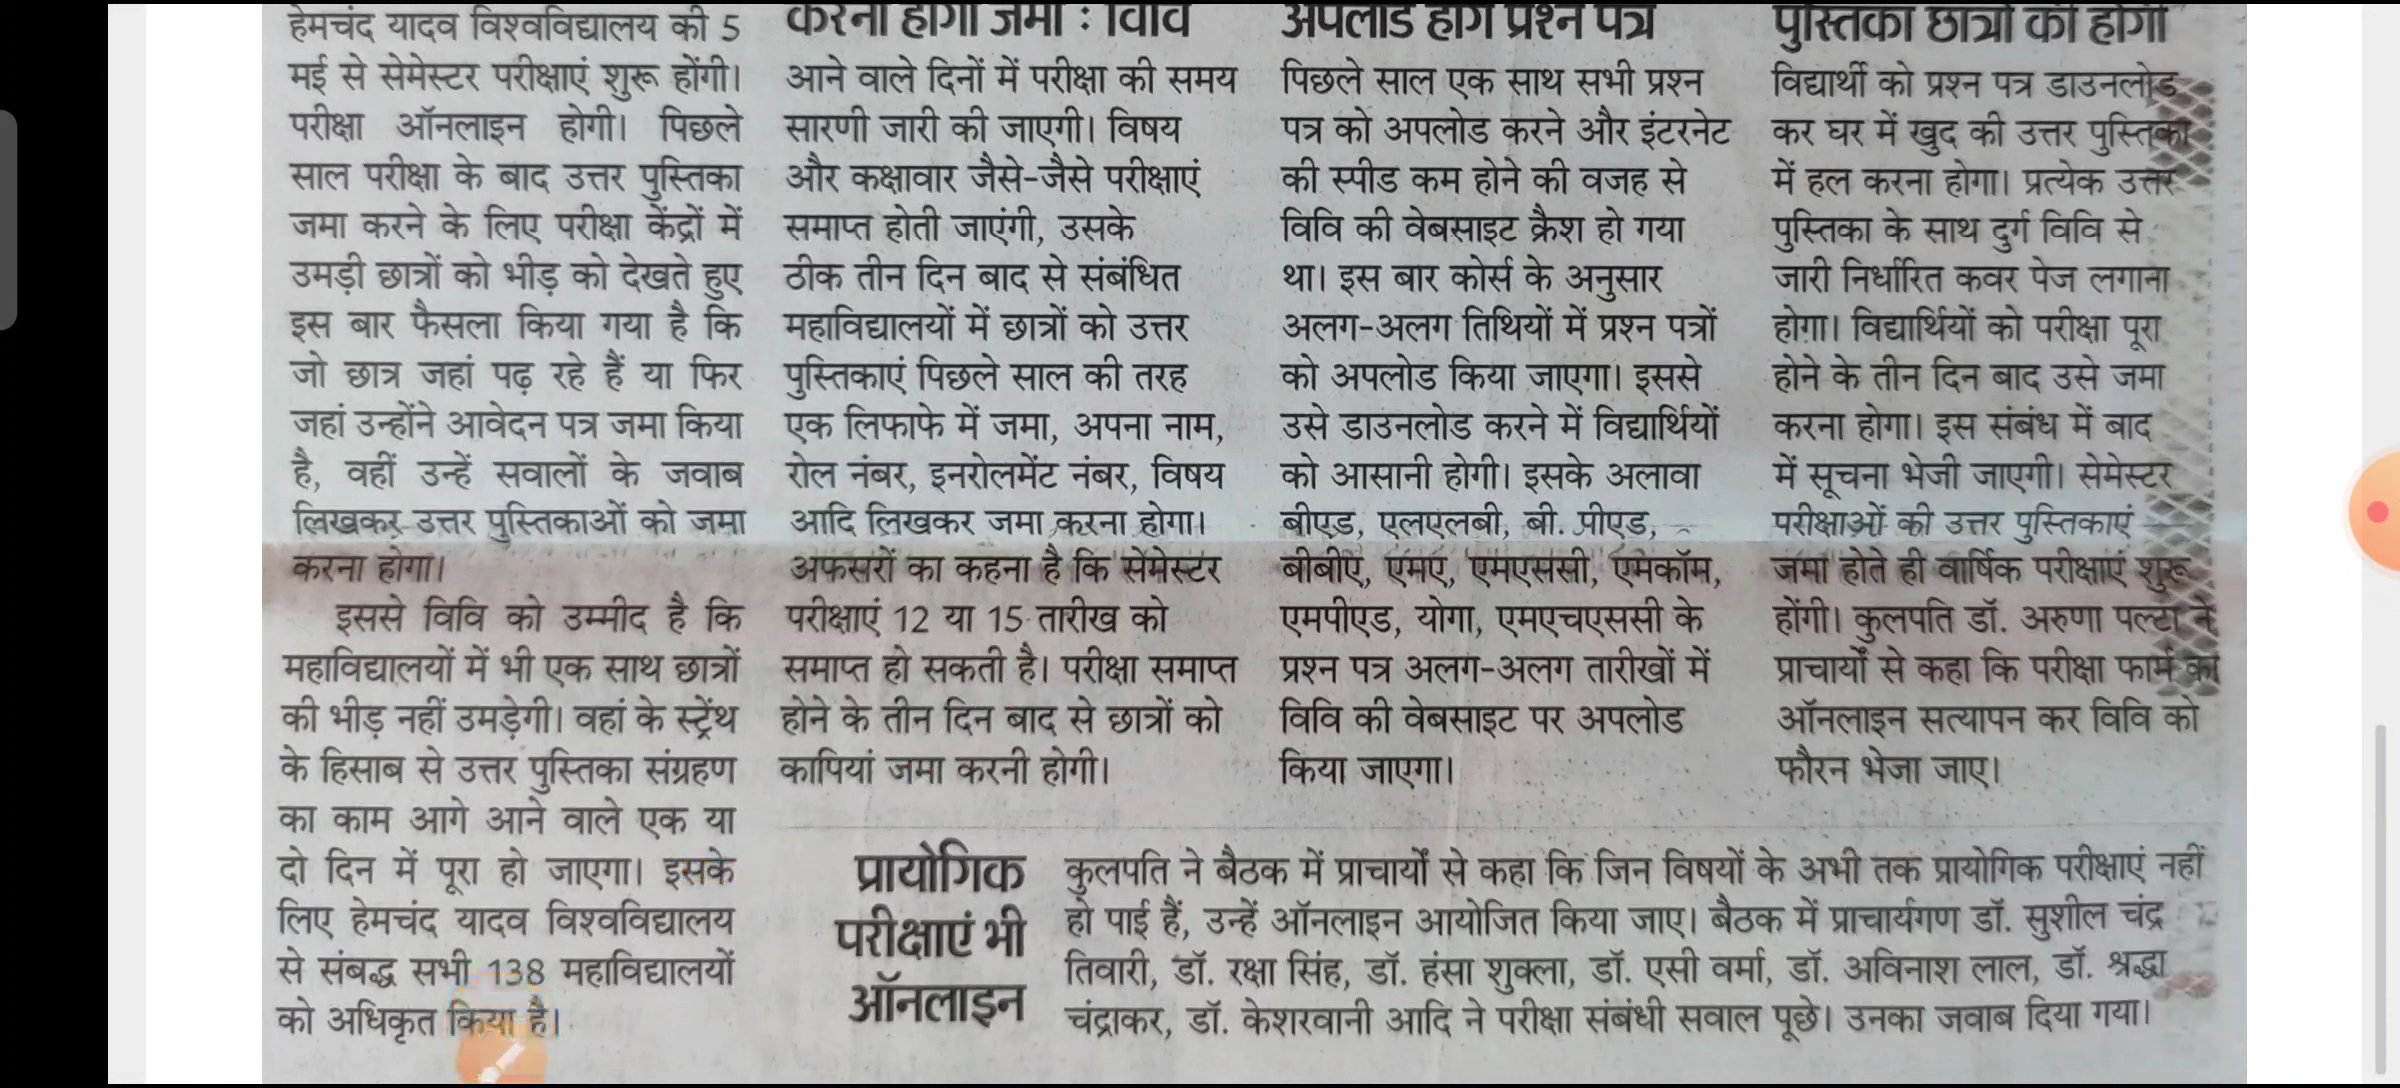 हेमचंद यादव विश्वविद्यालय की 5
मई से सेमेस्टर परीक्षाएं शुरू होंगी।
परीक्षा ऑनलाइन होगी। पिछले
साल परीक्षा के बाद उत्तर पुस्तिका
जमा करने के लिए परीक्षा केंद्रों में
उमड़ी छात्रों को भीड़ को देखते हुए
इस बार फैसला किया गया है कि
जो छात्र जहां पढ़ रहे हैं या फिर
जहां उन्होंने आवेदन पत्र जमा किया
है, वहीं उन्हें सवालों के जवाब
लिखकर उत्तर पुस्तिकाओं को जमा
करना होगा।
इससे विवि को उम्मीद है कि
महाविद्यालयों में भी एक साथ छात्रों
की भीड़ नहीं उमड़ेगी। वहां के स्ट्रेंथ
के हिसाब से उत्तर पुस्तिका संग्रहण
का काम आगे आने वाले एक या
दो दिन में पूरा हो जाएगा। इसके
लिए हेमचंद यादव विश्वविद्यालय
से संबद्ध सभी 138 महाविद्यालयों
को अधिकृत किया है।
करना होगा जमा : विवि
आने वाले दिनों में परीक्षा की समय
सारणी जारी की जाएगी। विषय
और कक्षावार जैसे-जैसे परीक्षाएं
समाप्त होती जाएंगी, उसके
ठीक तीन दिन बाद से संबंधित
महाविद्यालयों में छात्रों को उत्तर
पुस्तिकाएं पिछले साल की तरह
एक लिफाफे में जमा, अपना नाम,
रोल नंबर, इनरोलमेंट नंबर, विषय
आदि लिखकर जमा करना होगा।
अफसरों का कहना है कि सेमेस्टर
परीक्षाएं 12 या 15 तारीख को
समाप्त हो सकती है। परीक्षा समाप्त
होने के तीन दिन बाद से छात्रों को
कापियां जमा करनी होगी।
अपलोड होंगे प्रश्न पत्र
पिछले साल एक साथ सभी प्रश्न
पत्र को अपलोड करने और इंटरनेट
की स्पीड कम होने की वजह से
विवि की वेबसाइट क्रैश हो गया
था। इस बार कोर्स के अनुसार
अलग-अलग तिथियों में प्रश्न पत्रों
को अपलोड किया जाएगा। इससे
उसे डाउनलोड करने में विद्यार्थियों
को आसानी होगी। इसके अलावा
बीएड, एलएलबी, बी. पीएड,
बीबीए, एमए, एमएससी, एमकॉम,
एमपीएड, योगा, एमएचएससी के
प्रश्न पत्र अलग-अलग तारीखों में
विवि की वेबसाइट पर अपलोड
किया जाएगा।
पुस्तिका छात्रों की होगी
विद्यार्थी को प्रश्न पत्र डाउनलोड
कर घर में खुद की उत्तर पुस्तिका
में हल करना होगा। प्रत्येक उत्तर
पुस्तिका के साथ दुर्ग विवि से
जारी निर्धारित कवर पेज लगाना
होगा। विद्यार्थियों को परीक्षा पूरा
होने के तीन दिन बाद उसे जमा
करना होगा। इस संबंध में बाद
में सूचना भेजी जाएगी। सेमेस्टर
परीक्षाओं की उत्तर पुस्तिकाएं
जमा होते ही वार्षिक परीक्षाएं शुरू
होंगी। कुलपति डॉ. अरुणा पल्टा ने
प्राचार्यों से कहा कि परीक्षा फार्म का
ऑनलाइन सत्यापन कर विवि को
फौरन भेजा जाए।
प्रायोगिक
परीक्षाएं भी
ऑनलाइन
कुलपति ने बैठक में प्राचार्यों से कहा कि जिन विषयों के अभी तक प्रायोगिक परीक्षाएं नहीं
हो पाई हैं, उन्हें ऑनलाइन आयोजित किया जाए। बैठक में प्राचार्यगण डॉ. सुशील चंद्र
तिवारी, डॉ. रक्षा सिंह, डॉ. हंसा शुक्ला, डॉ. एसी वर्मा, डॉ. अविनाश लाल, डॉ. श्रद्धा
चंद्राकर, डॉ. केशरवानी आदि ने परीक्षा संबंधी सवाल पूछे। उनका जवाब दिया गया।